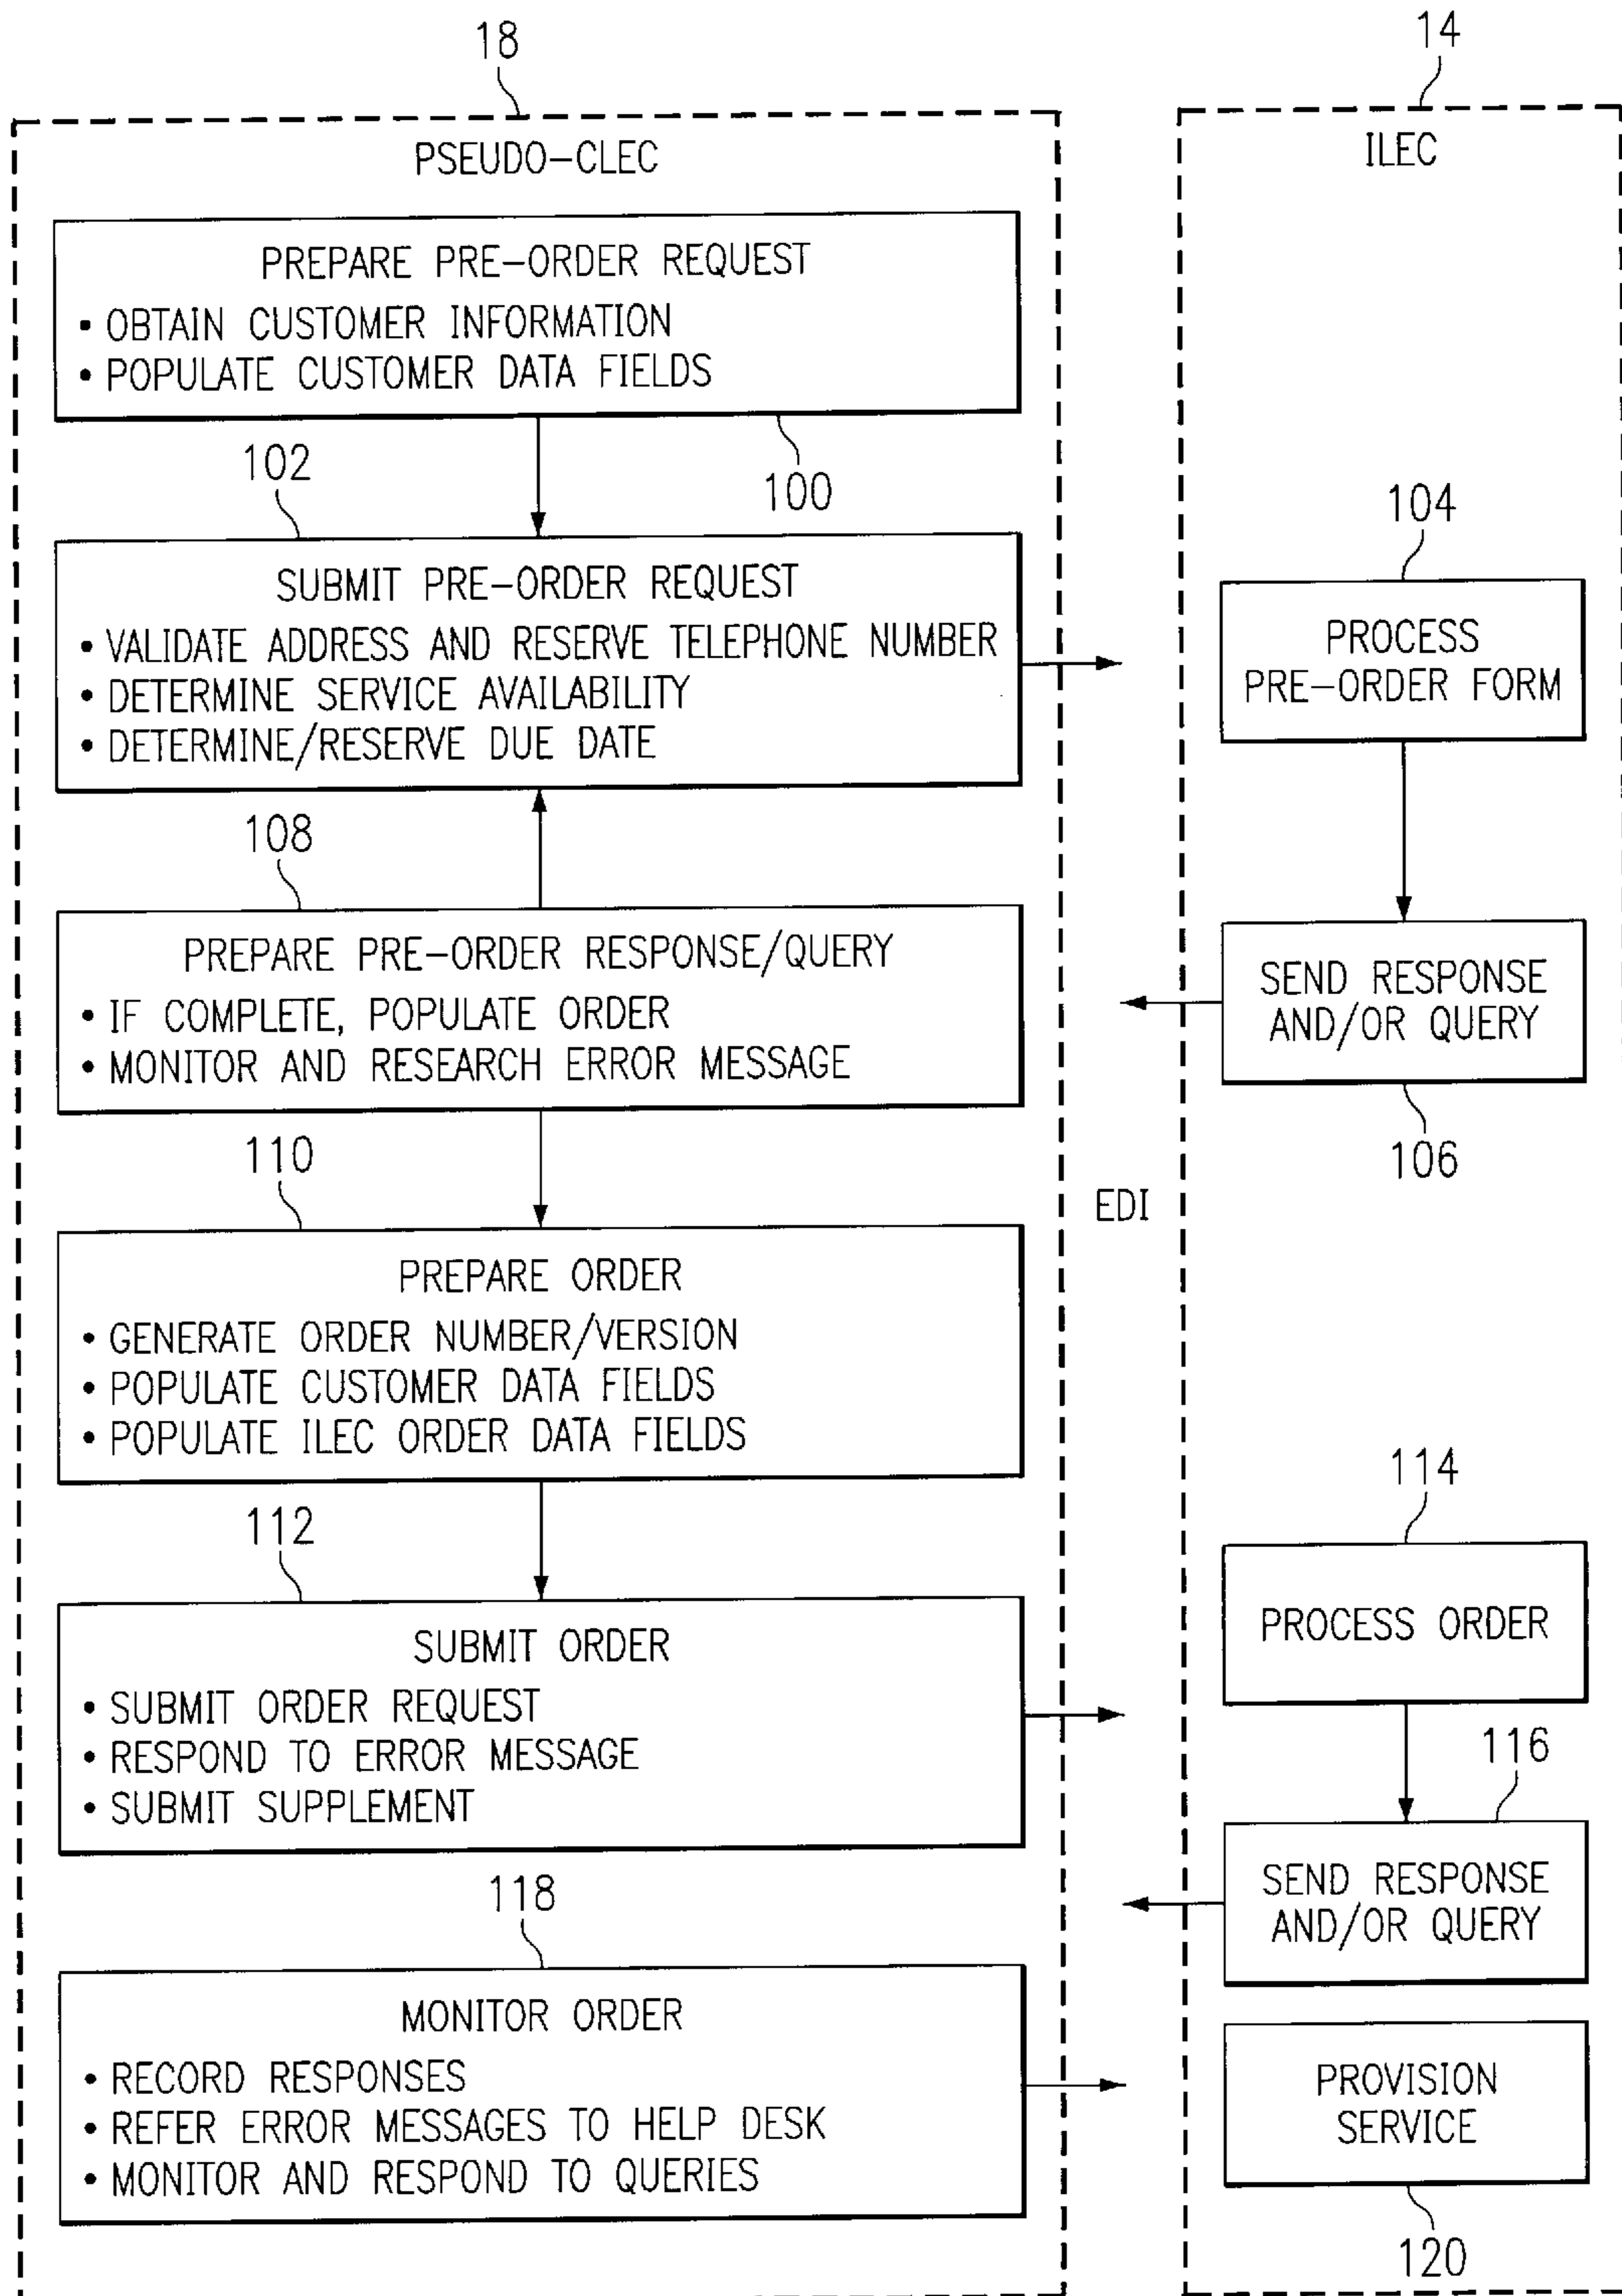 18
14
PSEUDO-CLEC
ILEC
PREPARE PRE-ORDER REQUEST
• OBTAIN CUSTOMER INFORMATION
• POPULATE CUSTOMER DATA FIELDS
100
102
SUBMIT PRE-ORDER REQUEST
• VALIDATE ADDRESS AND RESERVE TELEPHONE NUMBER
• DETERMINE SERVICE AVAILABILITY
• DETERMINE/RESERVE DUE DATE
104
PROCESS
PRE-ORDER FORM
108
PREPARE PRE-ORDER RESPONSE/QUERY
• IF COMPLETE, POPULATE ORDER
• MONITOR AND RESEARCH ERROR MESSAGE
SEND RESPONSE
AND/OR QUERY
106
EDI
110
PREPARE ORDER
• GENERATE ORDER NUMBER/VERSION
• POPULATE CUSTOMER DATA FIELDS
• POPULATE ILEC ORDER DATA FIELDS
112
SUBMIT ORDER
• SUBMIT ORDER REQUEST
• RESPOND TO ERROR MESSAGE
• SUBMIT SUPPLEMENT
114
PROCESS ORDER
116
SEND RESPONSE
AND/OR QUERY
118
MONITOR ORDER
• RECORD RESPONSES
• REFER ERROR MESSAGES TO HELP DESK
• MONITOR AND RESPOND TO QUERIES
PROVISION
SERVICE
120